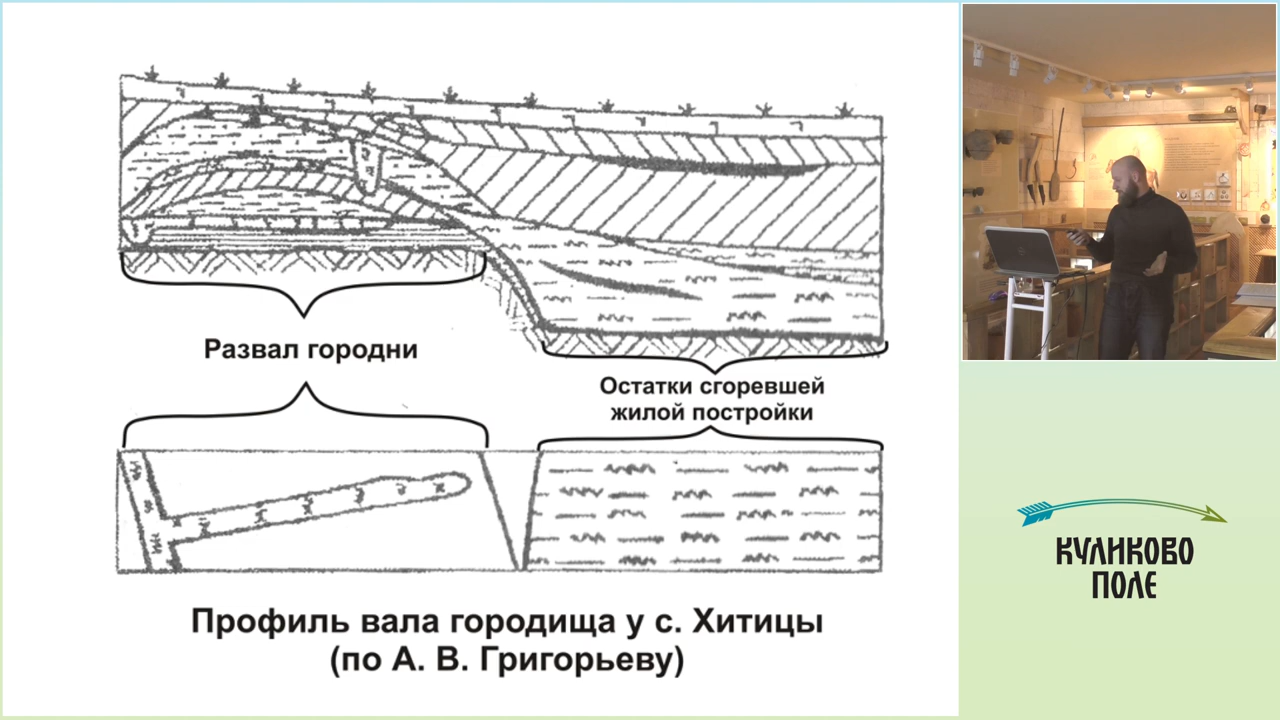 Развал городни
Остатки сгоревшей
жилой постройки
Профиль вала городища у с. Хитицы
(по А. В. Григорьеву)
КУЛИКОВО
ПОЛЕ